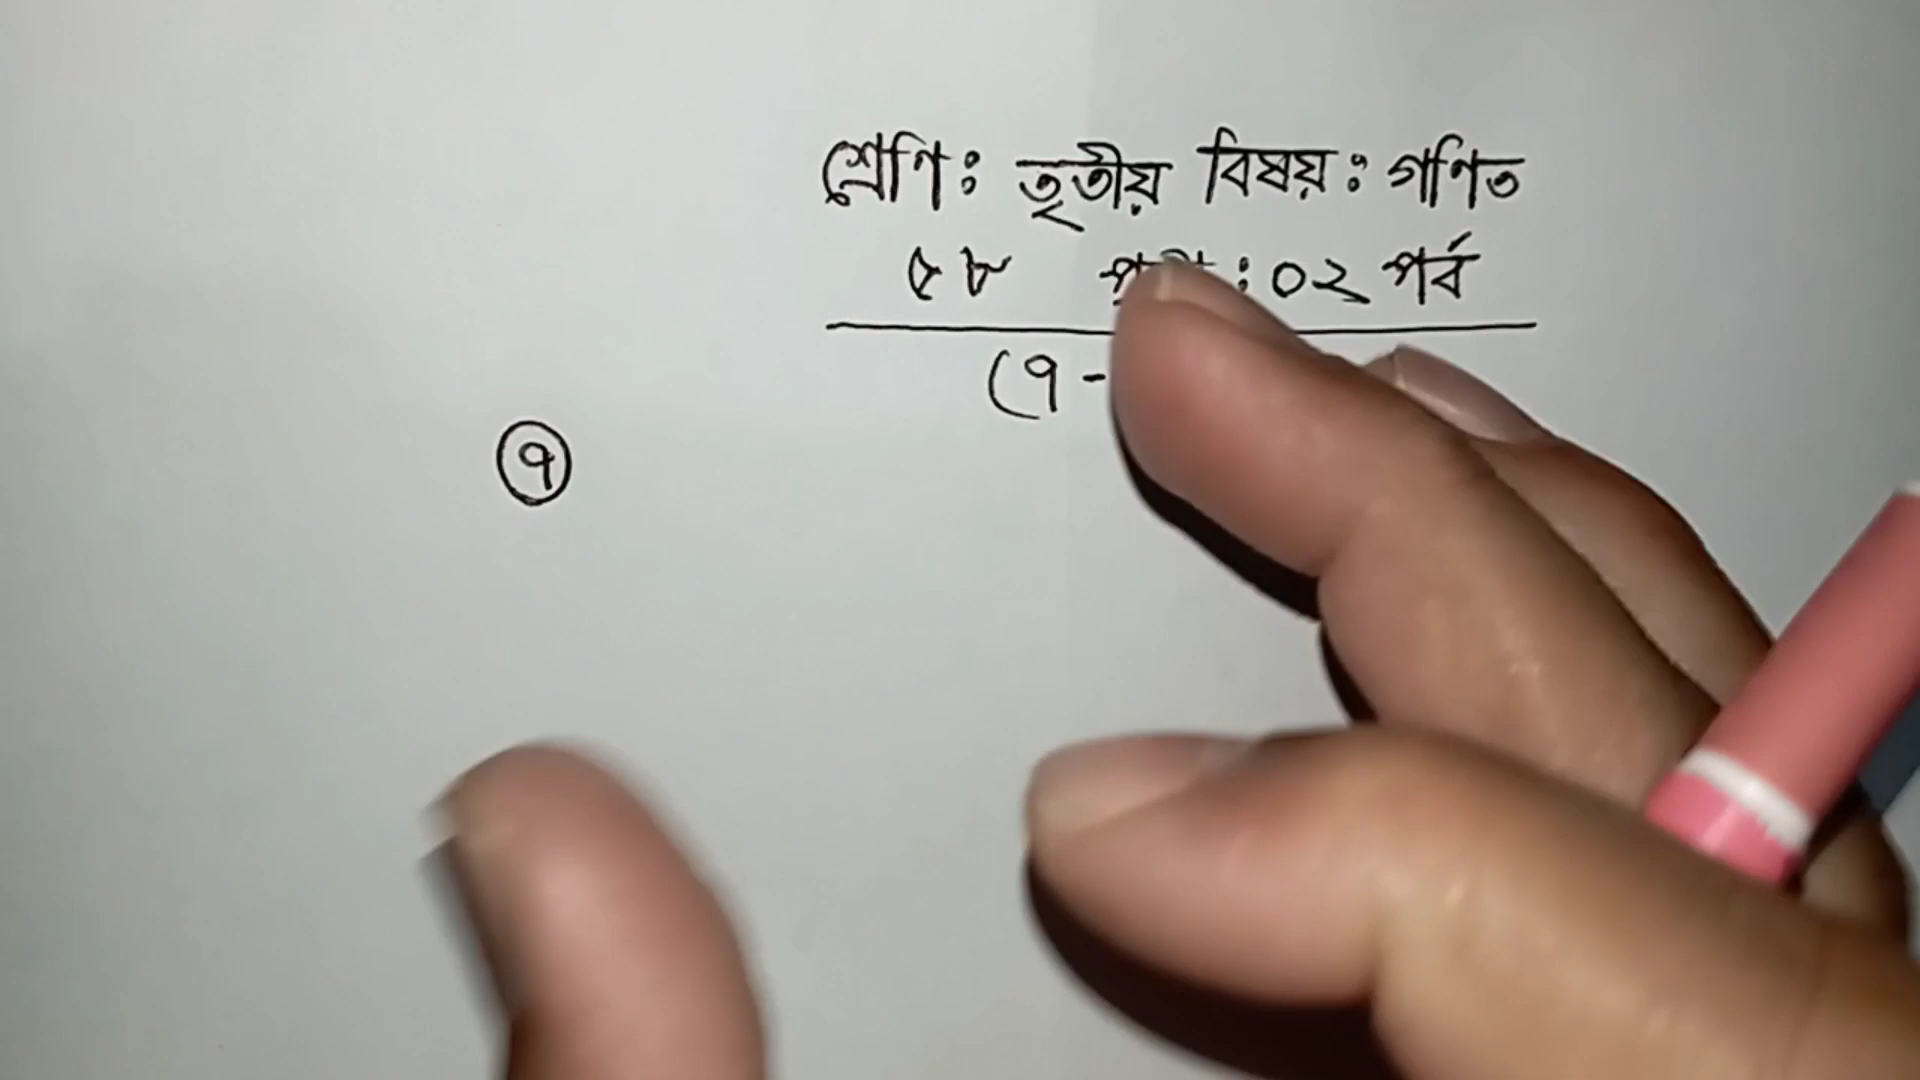 শ্রেণি: তৃতীয় বিষয়: গণিত
৫৮ : ০২ পর্ব
(৭ -
৭